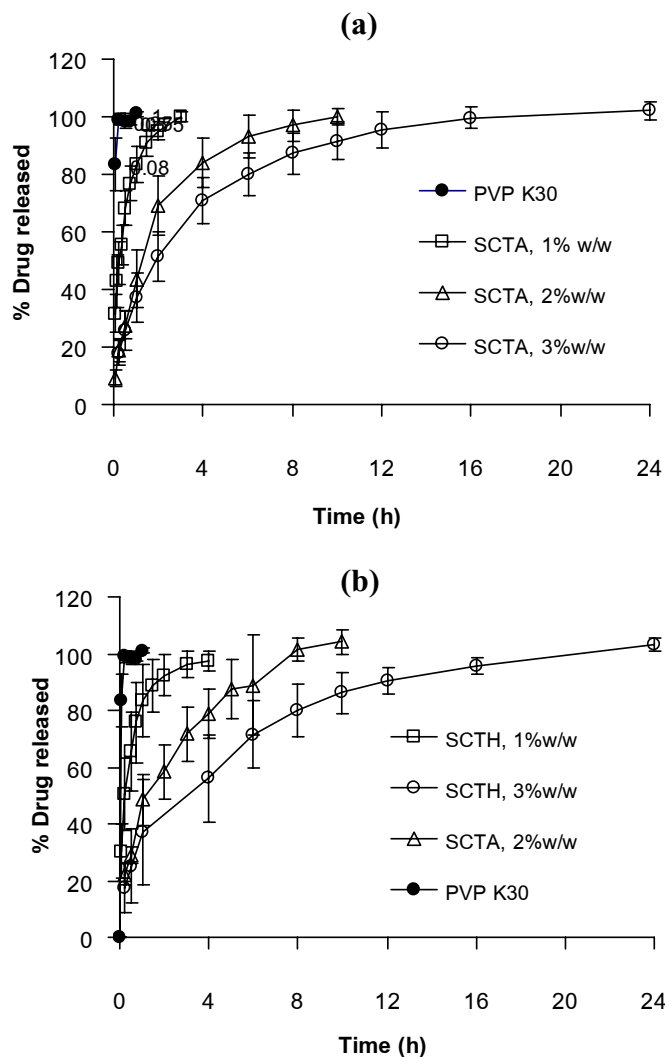 (a)
120
100
80
60
40
20
0
% Drug released
0.08
PVP K30
SCTA, 1% w/w
SCTA, 2%w/w
SCTA, 3%w/w
0 4 8 12 16 20 24
Time (h)
(b)
120
100
80
60
40
20
0
% Drug released
SCTH, 1%w/w
SCTH, 3%w/w
SCTA, 2%w/w
PVP K30
0 4 8 12 16 20 24
Time (h)